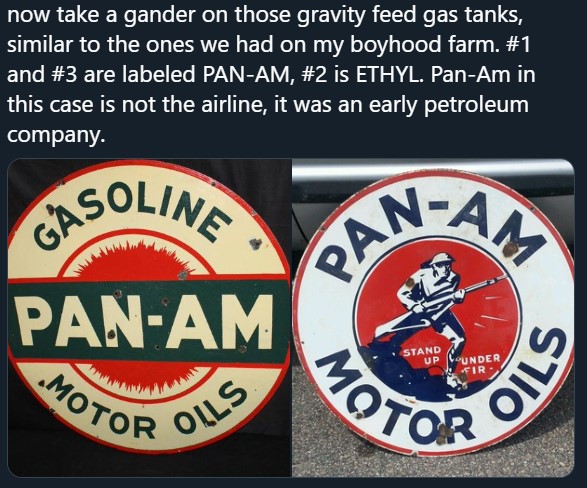 now take a gander on those gravity feed gas tanks,
similar to the ones we had on my boyhood farm. #1
and #3 are labeled PAN-AM, #2 is ETHYL. Pan-Am in
this case is not the airline, it was an early petroleum
company.
GASOLINE
PAN-AM
MOTOR OILS
PAN-AM
STAND
UP UNDER
FIR-
MOTOR OILS